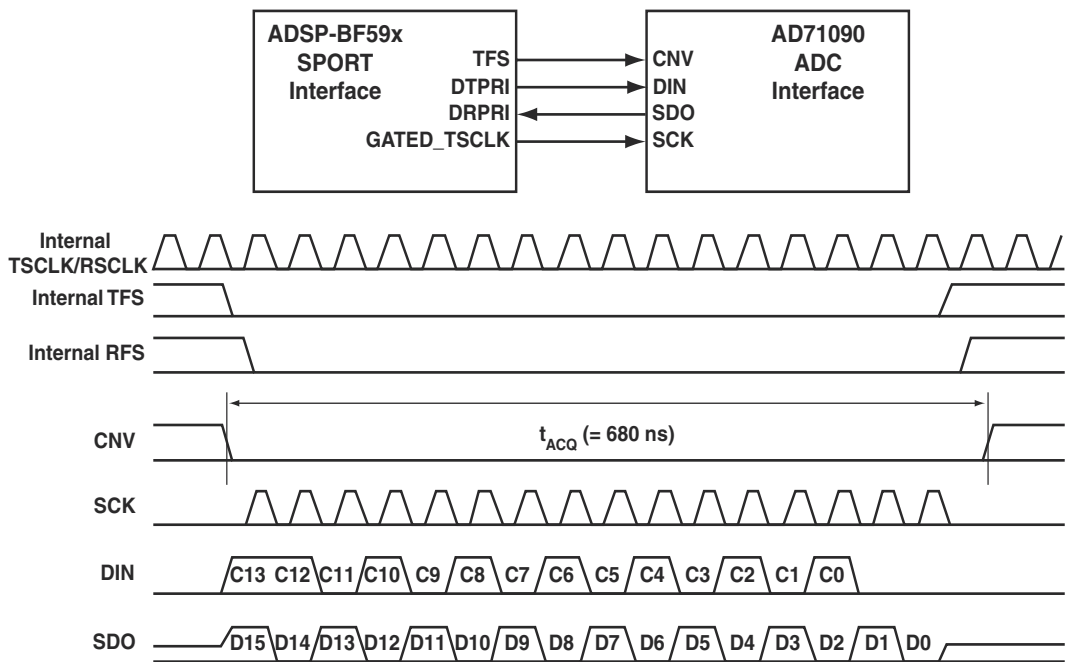 ADSP-BF59x
SPORT
Interface
TFS
DTPRI
DRPRI
GATED_TSCLK
AD71090
ADC
Interface
CNV
DIN
SDO
SCK
Internal
TSCLK/RSCLK
Internal TFS
Internal RFS
CNV
tACQ (= 680 ns)
SCK
DIN
C13 C12 C11 C10 C9 C8 C7 C6 C5 C4 C3 C2 C1 C0
SDO
D15 D14 D13 D12 D11 D10 D9 D8 D7 D6 D5 D4 D3 D2 D1 D0